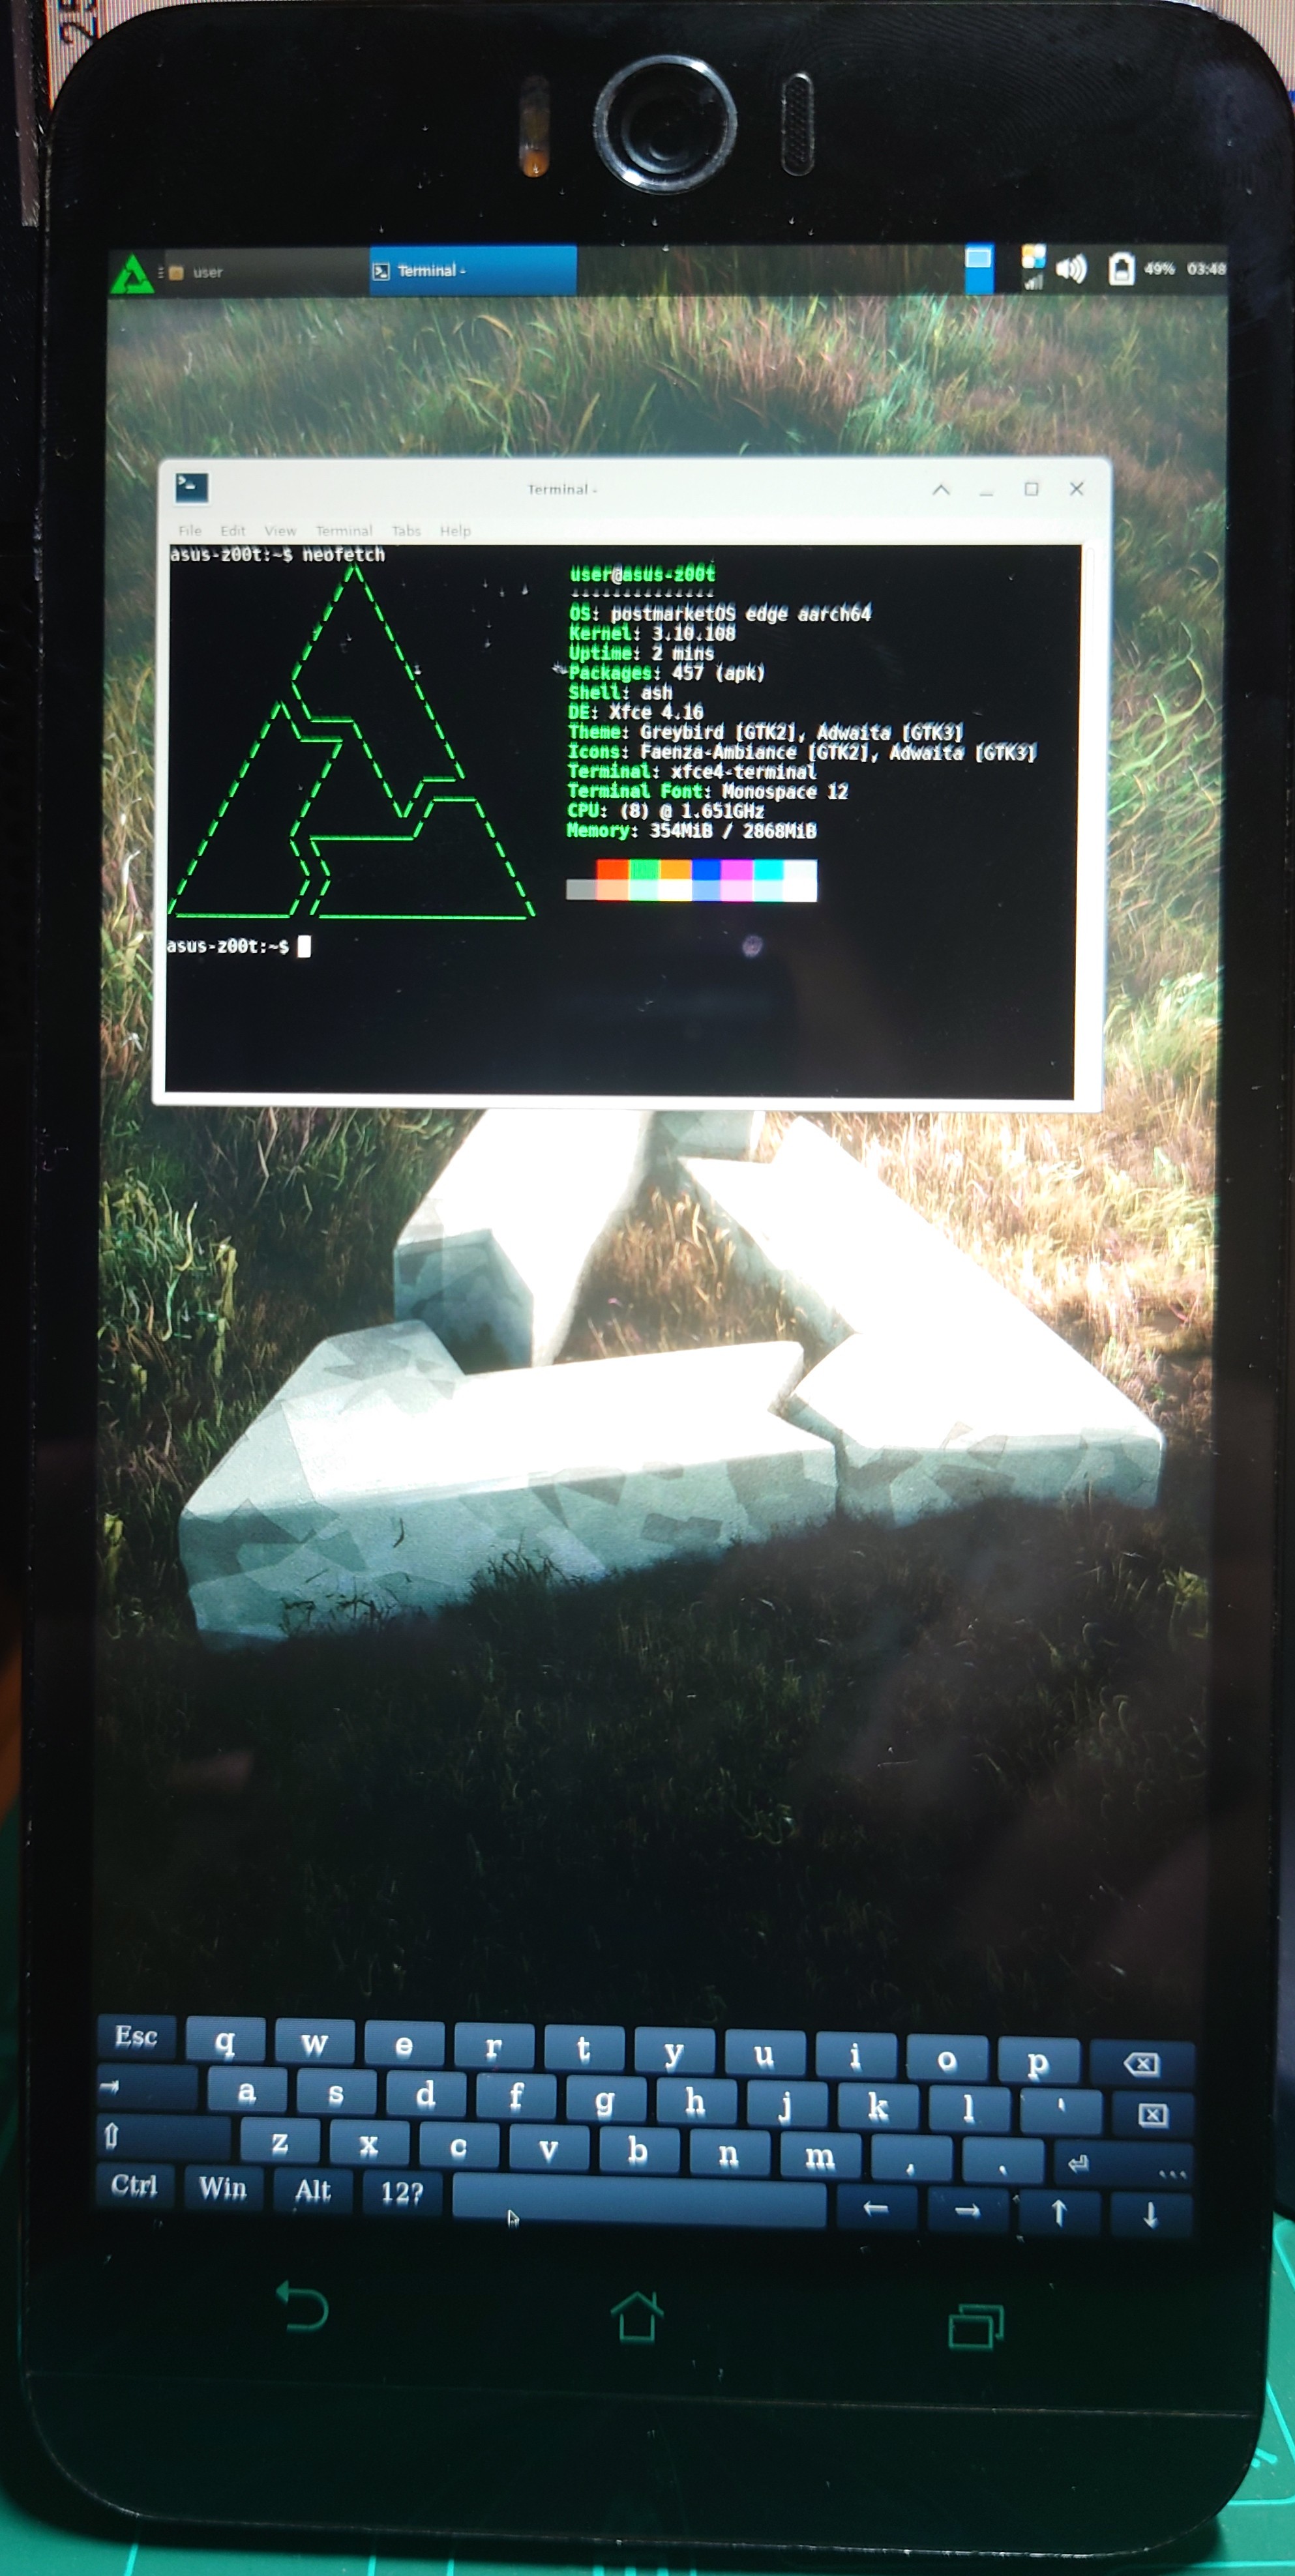 25
user
Terminal -
49% 03:48
Terminal -
File Edit View Terminal Tabs Help
asus-z00t:~$ neofetch
user@asus-z00t
--------------
OS: postmarketOS edge aarch64
Kernel: 3.10.108
Uptime: 2 mins
Packages: 457 (apk)
Shell: ash
DE: Xfce 4.16
Theme: Greybird [GTK2], Adwaita [GTK3]
Icons: Faenza-Ambiance [GTK2], Adwaita [GTK3]
Terminal: xfce4-terminal
Terminal Font: Monospace 12
CPU: (8) @ 1.651GHz
Memory: 354MiB / 2868MiB
asus-z00t:~$
Esc q w e r t y u i o p
a s d f g h j k l '
z x c v b n m , .
Ctrl Win Alt 12? ← → ↑ ↓